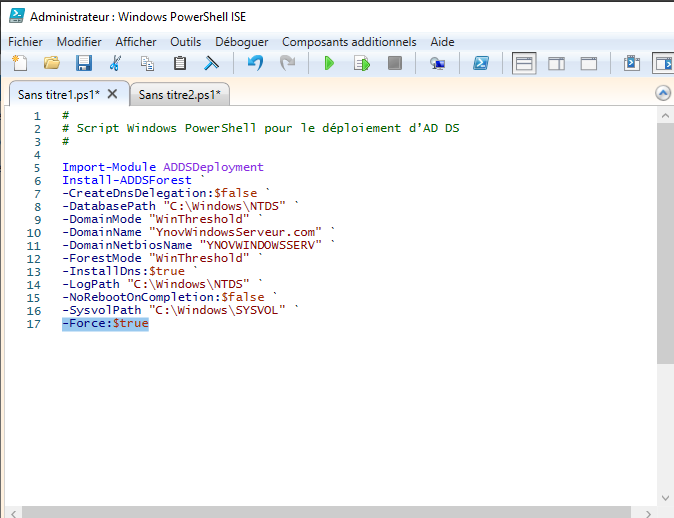 Administrateur : Windows PowerShell ISE
Fichier Modifier Afficher Outils Déboguer Composants additionnels Aide
Sans titre1.ps1* Sans titre2.ps1*
1 #
2 # Script Windows PowerShell pour le déploiement d’AD DS
3 #
4
5 Import-Module ADDSDeployment
6 Install-ADDSForest `
7 -CreateDnsDelegation:$false `
8 -DatabasePath "C:\Windows\NTDS" `
9 -DomainMode "WinThreshold" `
10 -DomainName "YnovWindowsServeur.com" `
11 -DomainNetbiosName "YNOVWINDOWSSERV" `
12 -ForestMode "WinThreshold" `
13 -InstallDns:$true `
14 -LogPath "C:\Windows\NTDS" `
15 -NoRebootOnCompletion:$false `
16 -SysvolPath "C:\Windows\SYSVOL" `
17 -Force:$true